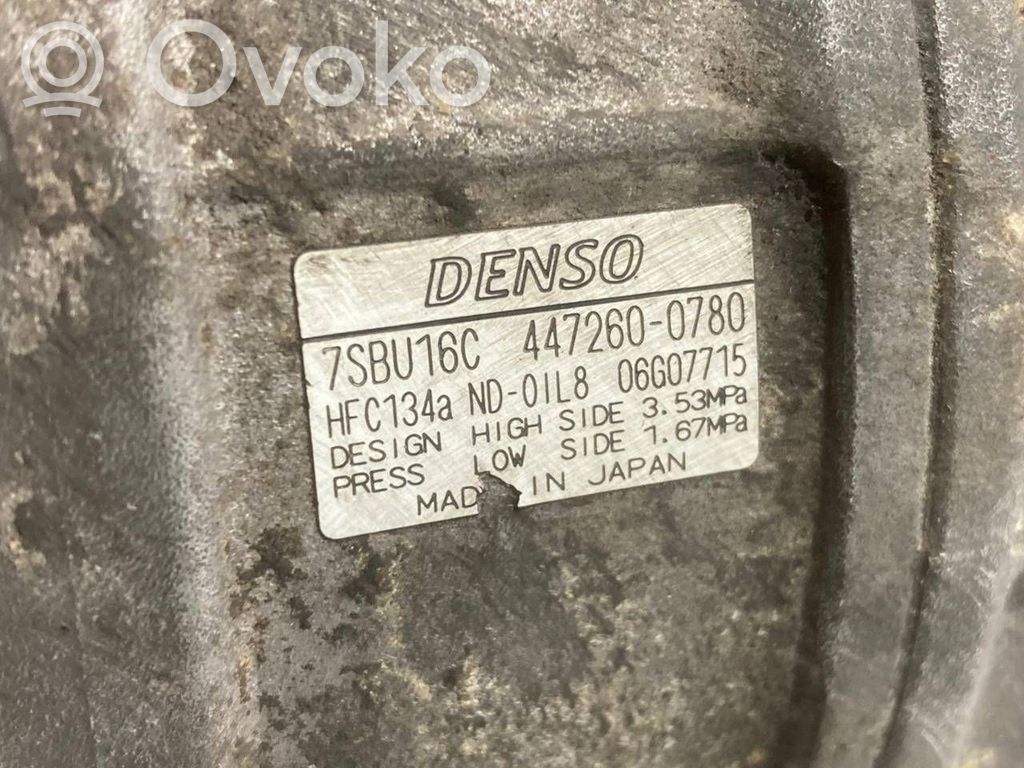 Ovoko
DENSO
7SBU16C 447260-0780
HFC134a ND-OIL8 06G07715
DESIGN HIGH SIDE 3.53MPa
PRESS LOW SIDE 1.67MPa
MAD IN JAPAN